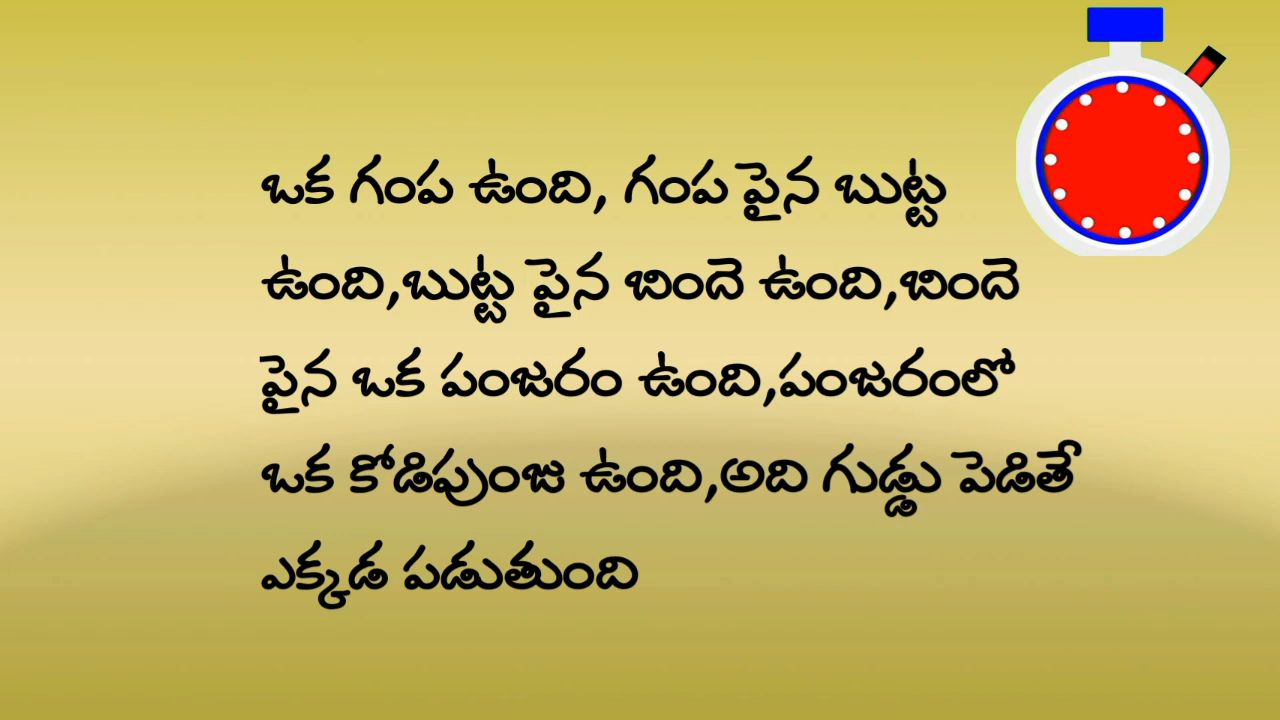 ఒక గంప ఉంది, గంప పైన బుట్ట
ఉంది,బుట్ట పైన బిందె ఉంది,బిందె
పైన ఒక పంజరం ఉంది,పంజరంలో
ఒక కోడిపుంజు ఉంది,అది గుడ్డు పెడితే
ఎక్కడ పడుతుంది